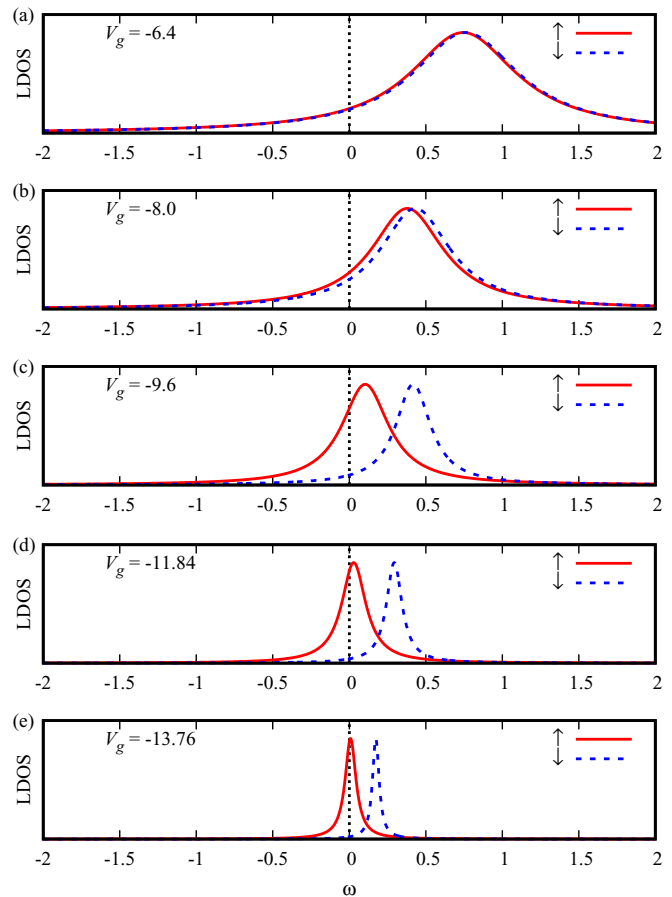 (a)
V_g = -6.4
↑
↓
LDOS
-2 -1.5 -1 -0.5 0 0.5 1 1.5 2
(b)
V_g = -8.0
↑
↓
LDOS
-2 -1.5 -1 -0.5 0 0.5 1 1.5 2
(c)
V_g = -9.6
↑
↓
LDOS
-2 -1.5 -1 -0.5 0 0.5 1 1.5 2
(d)
V_g = -11.84
↑
↓
LDOS
-2 -1.5 -1 -0.5 0 0.5 1 1.5 2
(e)
V_g = -13.76
↑
↓
LDOS
-2 -1.5 -1 -0.5 0 0.5 1 1.5 2
ω